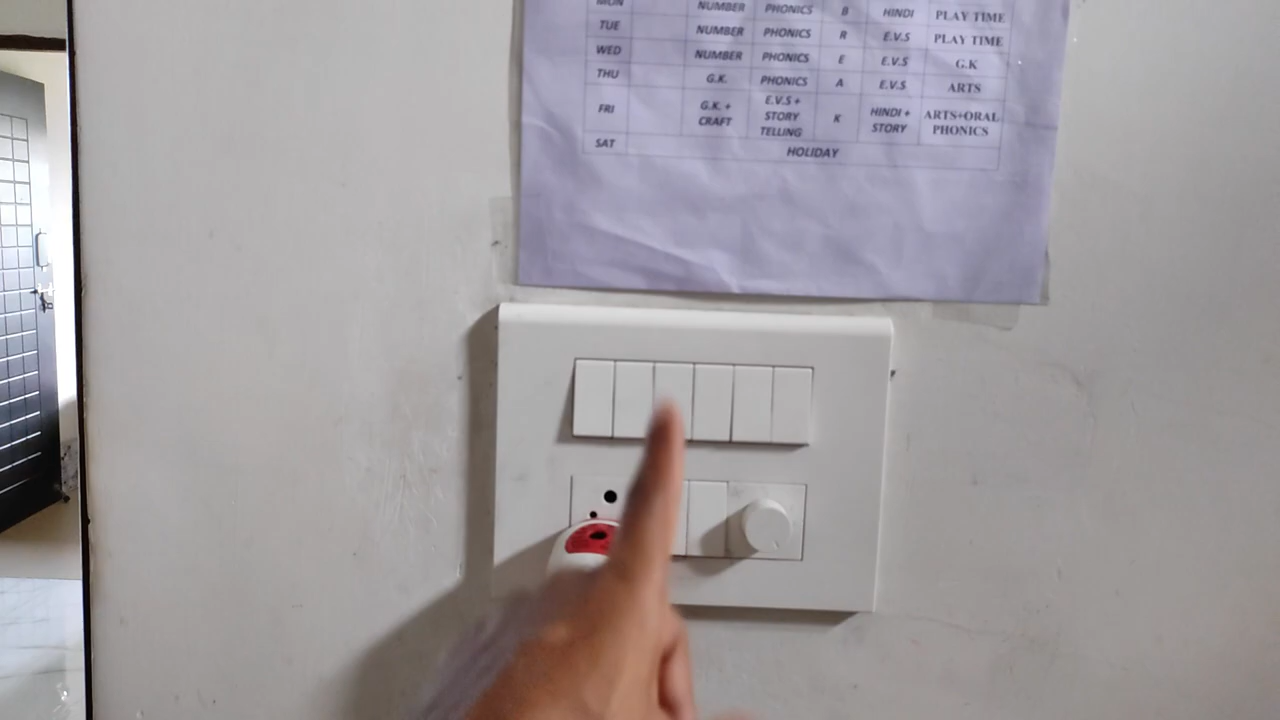 MON NUMBER PHONICS B HINDI PLAY TIME
TUE NUMBER PHONICS R E.V.S PLAY TIME
WED NUMBER PHONICS E E.V.S G.K
THU G.K. PHONICS A E.V.S ARTS
FRI G.K. + CRAFT E.V.S + STORY TELLING K HINDI + STORY ARTS+ORAL PHONICS
SAT HOLIDAY